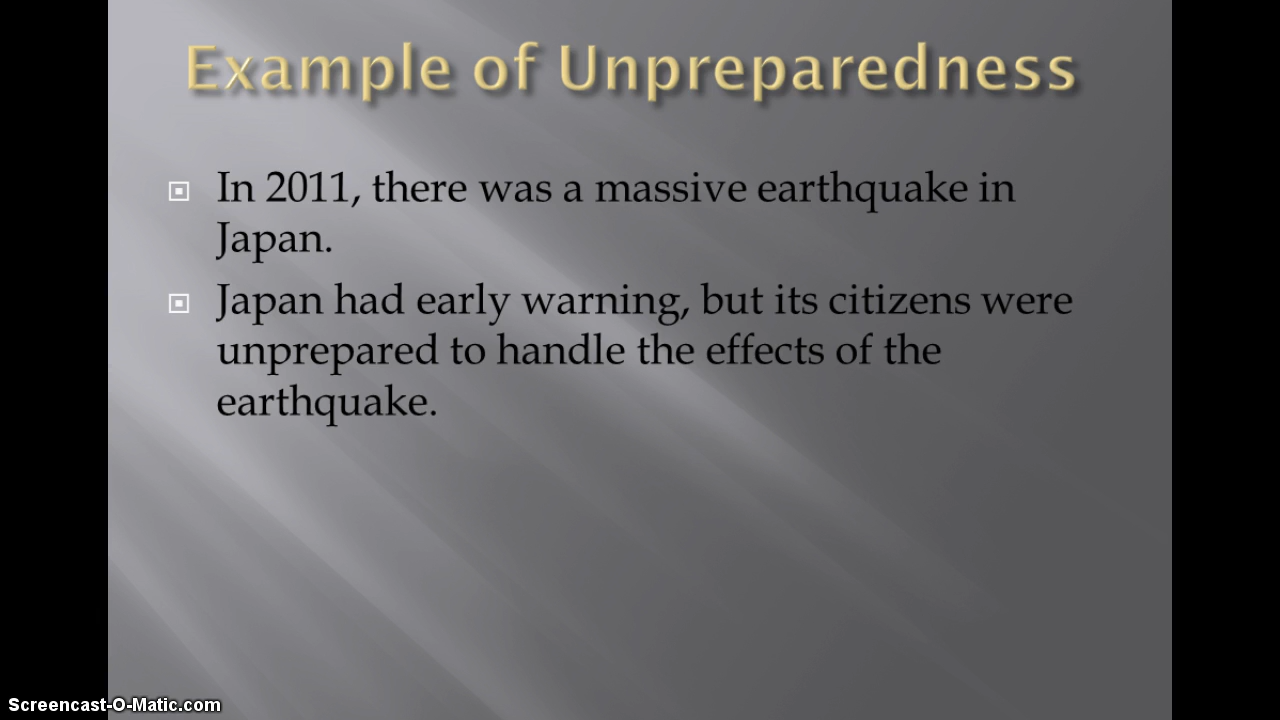 Example of Unpreparedness
In 2011, there was a massive earthquake in
Japan.
Japan had early warning, but its citizens were
unprepared to handle the effects of the
earthquake.
Screencast-O-Matic.com